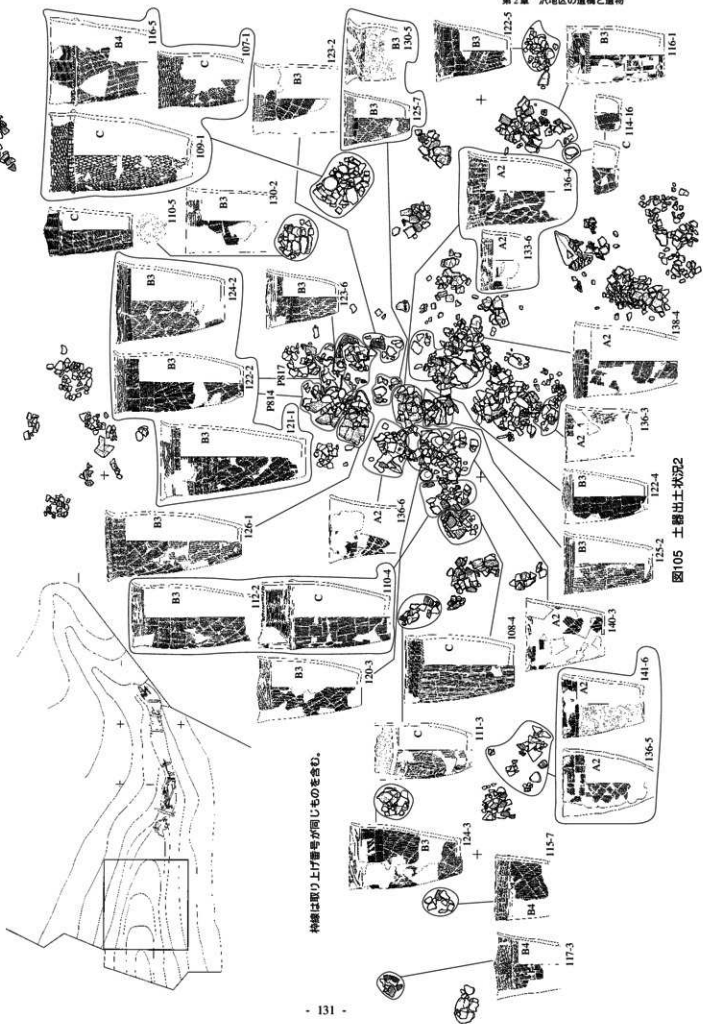 第2章 沢地区の遺構と遺物
B4
116-5
C
107-1
C
109-1
C
110-5
B3
130-2
B3
123-2
B3
130-5
B3
125-7
B3
122-5
B3
116-1
114-16
C
A2
136-4
A2
133-6
B3
124-2
B3
122-2
B3
121-1
B3
123-6
P817
P814
B3
126-1
A2
136-6
B3
112-2
C
110-4
B3
120-3
C
108-4
A2
138-4
A2
136-3
B3
122-4
B3
125-2
A2
140-3
A2
141-6
A2
136-5
C
111-3
B3
124-3
B4
115-7
B4
117-3
枠線は取り上げ番号が同じものを含む。
図105 土器出土状況2
- 131 -